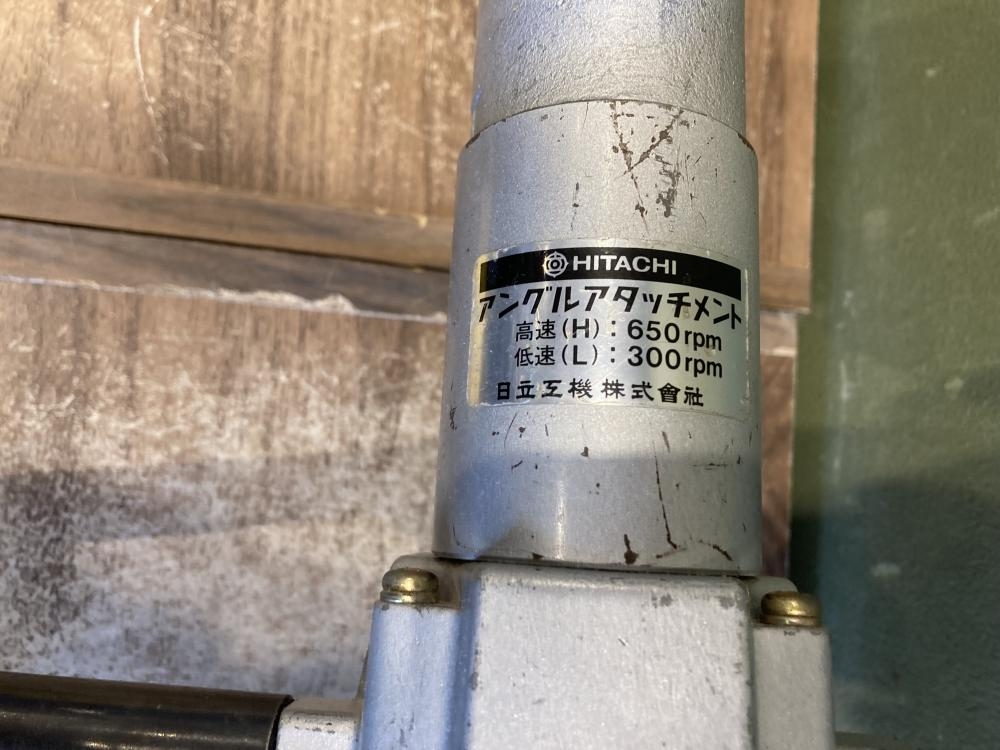 HITACHI
アングルアタッチメント
高速(H):650rpm
低速(L):300rpm
日立工機株式會社